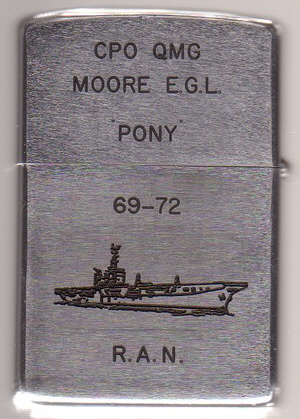 CPO QMG
MOORE E.G.L.
"PONY"
69-72
R.A.N.